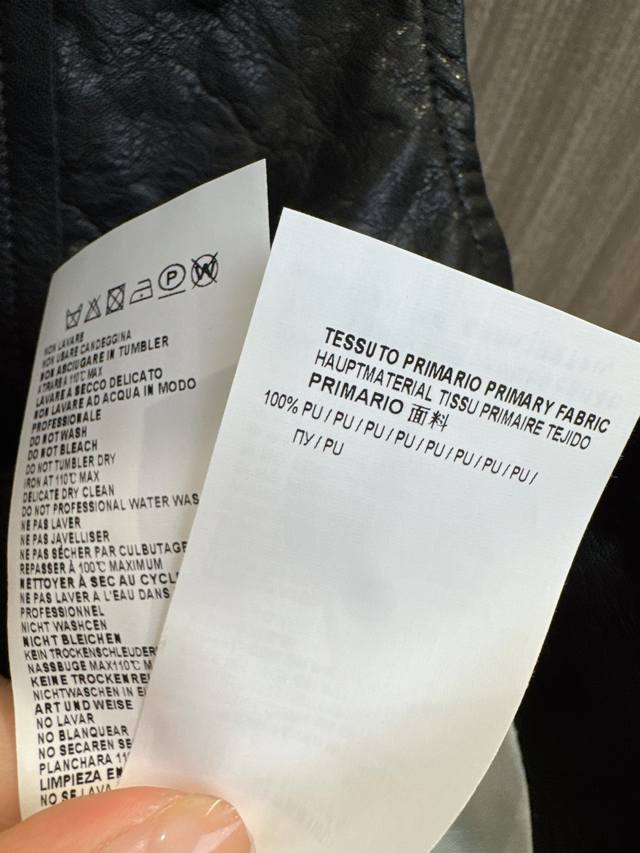 NON LAVARE
NON USARE CANDEGGINA
NON ASCIUGARE IN TUMBLER
A TIRARE A 110℃ MAX
LAVARE A SECCO DELICATO
NON LAVARE AD ACQUA IN MODO
PROFESSIONALE
DO NOT WASH
DO NOT BLEACH
DO NOT TUMBLER DRY
IRON AT 110℃ MAX
DELICATE DRY CLEAN
DO NOT PROFESSIONAL WATER WAS
NE PAS LAVER
NE PAS JAVELLISER
NE PAS SÉCHER PAR CULBUTAGE
REPASSER À 100℃ MAXIMUM
NETTOYER À SEC AU CYCL
NE PAS LAVER A L'EAU DANS
PROFESSIONNEL
NICHT WASHCEN
NICHT BLEICHEN
KEIN TROCKENSCHLEUDER
NASSBUGE MAX110℃ M
KEINE TROCKENREI
NICHTWASCHEN IN EI
ART UND WEISE
NO LAVAR
NO BLANQUEAR
NO SECAREN SE
PLANCHARA 11
LIMPIEZA EN
NO SE LAVA
TESSUTO PRIMARIO PRIMARY FABRIC
HAUPTMATERIAL TISSU PRIMAIRE TEJIDO
PRIMARIO 面料
100% PU / PU / PU / PU / PU / PU / PU / PU /
ПУ / PU